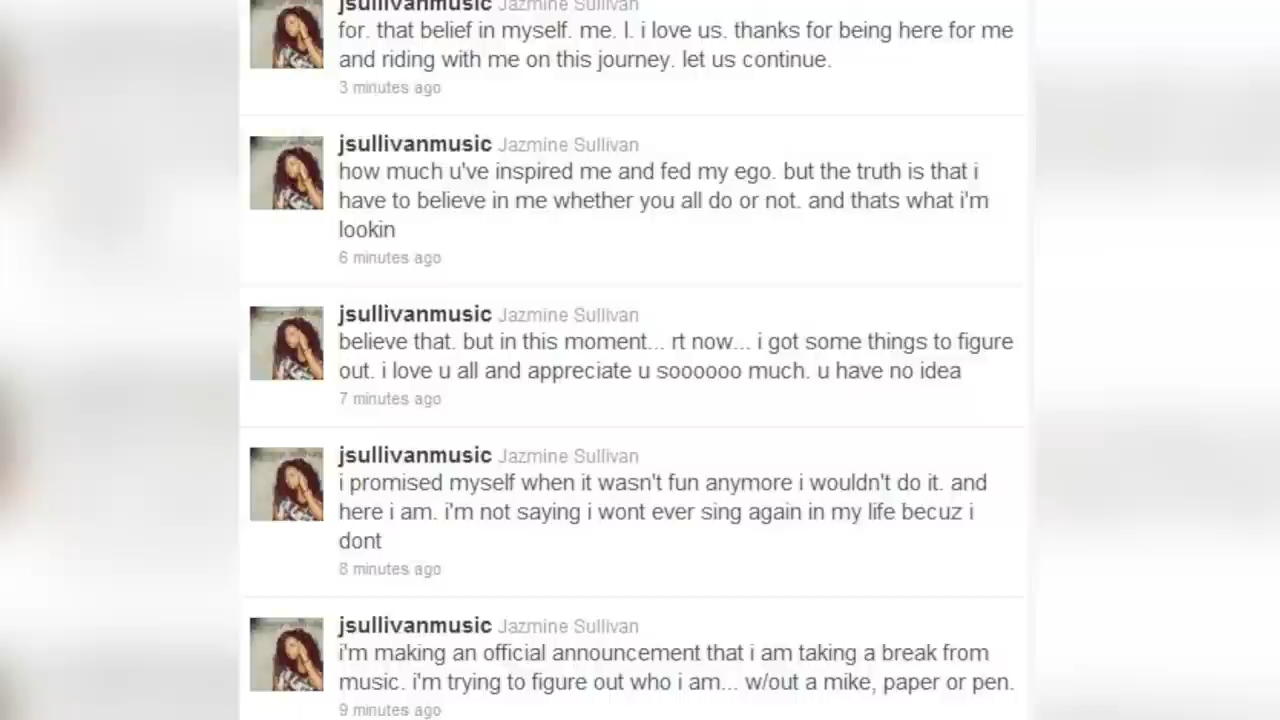 jsullivanmusic Jazmine Sullivan
for. that belief in myself. me. I. i love us. thanks for being here for me
and riding with me on this journey. let us continue.
3 minutes ago
jsullivanmusic Jazmine Sullivan
how much u've inspired me and fed my ego. but the truth is that i
have to believe in me whether you all do or not. and thats what i'm
lookin
6 minutes ago
jsullivanmusic Jazmine Sullivan
believe that. but in this moment... rt now... i got some things to figure
out. i love u all and appreciate u soooooo much. u have no idea
7 minutes ago
jsullivanmusic Jazmine Sullivan
i promised myself when it wasn't fun anymore i wouldn't do it. and
here i am. i'm not saying i wont ever sing again in my life becuz i
dont
8 minutes ago
jsullivanmusic Jazmine Sullivan
i'm making an official announcement that i am taking a break from
music. i'm trying to figure out who i am... w/out a mike, paper or pen.
9 minutes ago